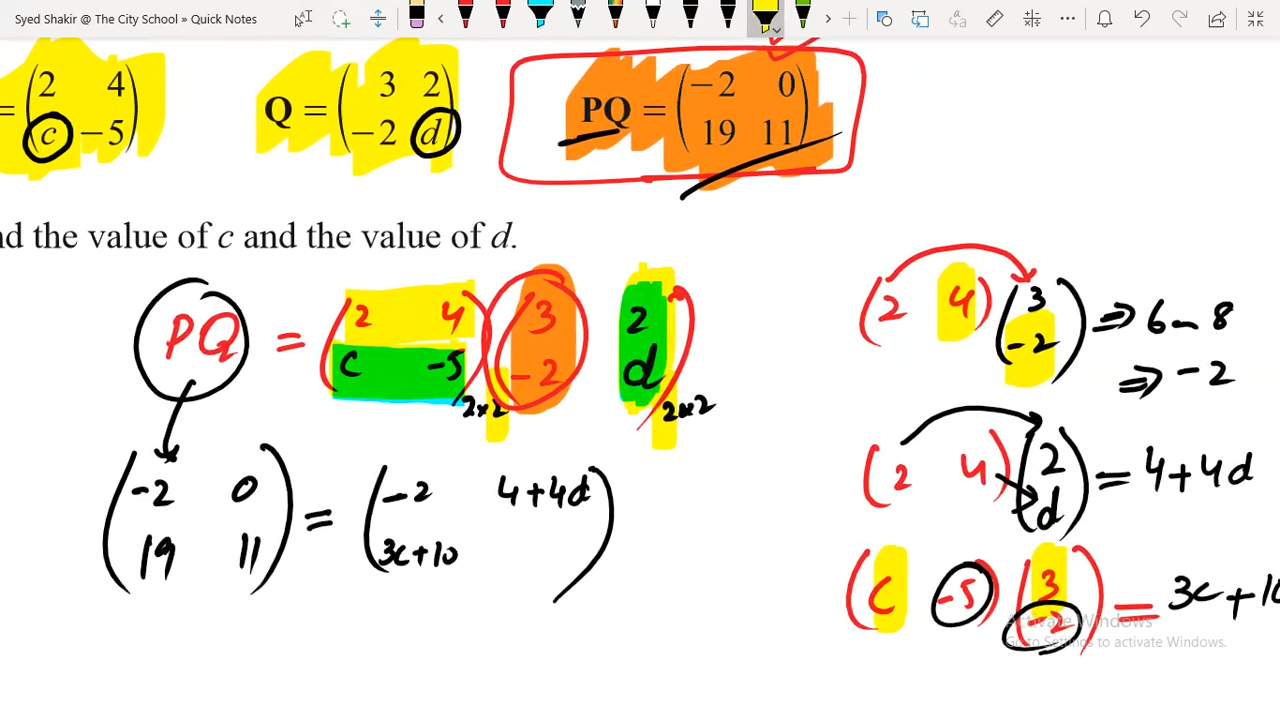 Syed Shakir @ The City School » Quick Notes
= (2 4
c −5)
Q = (3 2
−2 d)
PQ = (−2 0
19 11)
nd the value of c and the value of d.
PQ = (2 4
c -5) 2×2
(3 2
-2 d) 2×2
(-2 0
19 11)
=
(-2 4+4d
3c+10 )
(2 4) (3
-2) ⇒ 6-8
⇒ -2
(2 4) (2
d) = 4+4d
(c -5) (3
-2) = 3c+10
Activate Windows
Go to Settings to activate Windows.